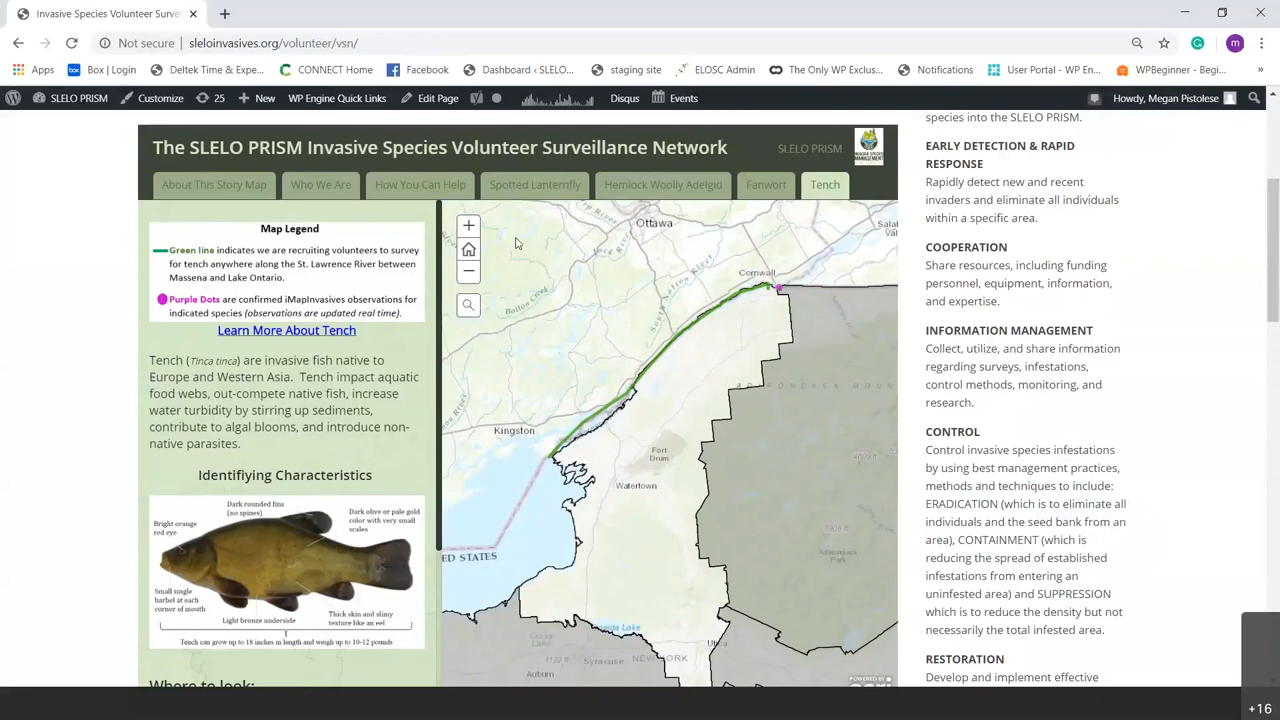 Invasive Species Volunteer Surve
Not secure | sleloinvasives.org/volunteer/vsn/
Apps
Box | Login
Deltek Time & Expe...
CONNECT Home
Facebook
Dashboard ‹ SLELO...
staging site
ELOSC Admin
The Only WP Exclus...
Notifications
User Portal - WP En...
WPBeginner - Begi...
»
SLELO PRISM
Customize
25
New
WP Engine Quick Links
Edit Page
Disqus
Events
Howdy, Megan Pistolese
The SLELO PRISM Invasive Species Volunteer Surveillance Network
SLELO PRISM
About This Story Map
Who We Are
How You Can Help
Spotted Lanternfly
Hemlock Woolly Adelgid
Fanwort
Tench
Map Legend
Green line indicates we are recruiting volunteers to survey
for tench anywhere along the St. Lawrence River between
Massena and Lake Ontario.
Purple Dots are confirmed iMapInvasives observations for
indicated species (observations are updated real time).
Learn More About Tench
Tench (Tinca tinca) are invasive fish native to
Europe and Western Asia. Tench impact aquatic
food webs, out-compete native fish, increase
water turbidity by stirring up sediments,
contribute to algal blooms, and introduce non-
native parasites.
Identifiying Characteristics
Dark rounded fins
(no spines)
Dark olive or pale gold
color with very small
scales
Bright orange
red eye
Small single
barbel at each
corner of mouth
Light bronze underside
Thick skin and slimy
texture like an eel
Tench can grow up to 18 inches in length and weigh up to 10-12 pounds
Where to look:
Ottawa
Cornwall
South Nation River
Kingston
Fort
Drum
Watertown
ED STATES
Adirondack
Park
Oneida Lake
Utica
Syracuse
NEW YORK
Auburn
1122 ft
POWERED BY
esri
species into the SLELO PRISM.
EARLY DETECTION & RAPID
RESPONSE
Rapidly detect new and recent
invaders and eliminate all individuals
within a specific area.
COOPERATION
Share resources, including funding
personnel, equipment, information,
and expertise.
INFORMATION MANAGEMENT
Collect, utilize, and share information
regarding surveys, infestations,
control methods, monitoring, and
research.
CONTROL
Control invasive species infestations
by using best management practices,
methods and techniques to include:
ERADICATION (which is to eliminate all
individuals and the seed bank from an
area), CONTAINMENT (which is
reducing the spread of established
infestations from entering an
uninfested area) and SUPPRESSION
which is to reduce the density but not
necessarily the total infested area.
RESTORATION
Develop and implement effective
+16